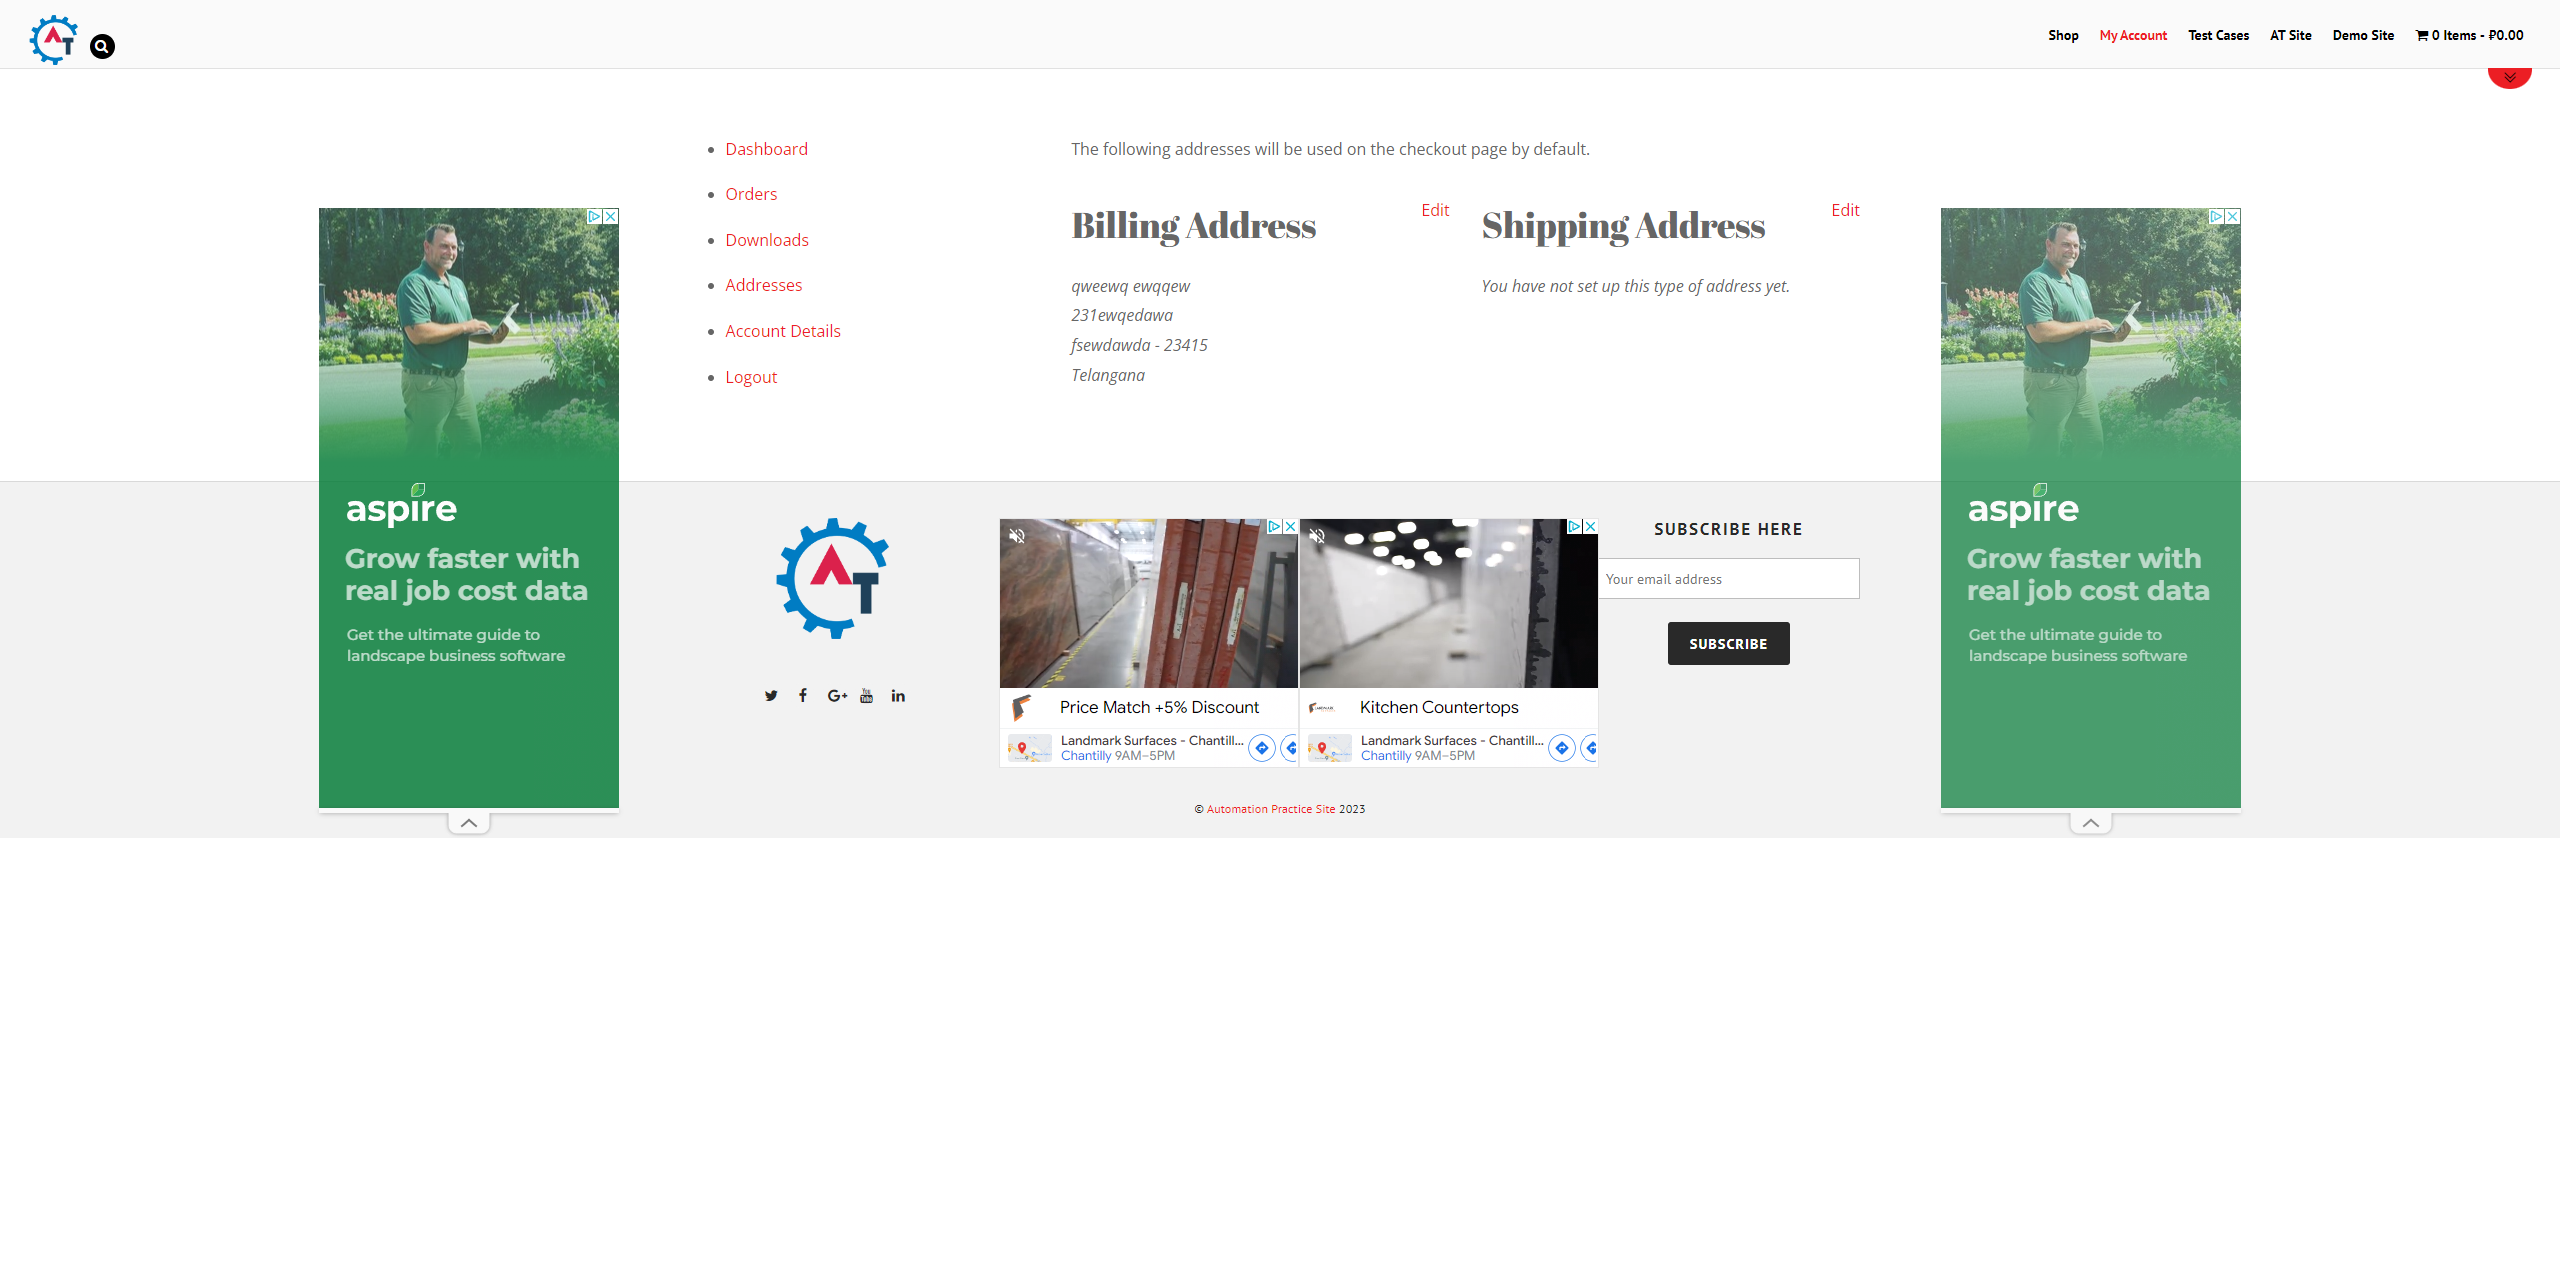 AT
Shop
My Account
Test Cases
AT Site
Demo Site
0 Items - ₽0.00
Dashboard
Orders
Downloads
Addresses
Account Details
Logout
The following addresses will be used on the checkout page by default.
Billing Address
Edit
qweewq ewqqew
231ewqedawa
fsewdawda - 23415
Telangana
Shipping Address
Edit
You have not set up this type of address yet.
aspire
Grow faster with
real job cost data
Get the ultimate guide to
landscape business software
AT
G+
You
in
Price Match +5% Discount
Landmark Surfaces - Chantill...
Chantilly 9AM–5PM
Kitchen Countertops
Landmark Surfaces - Chantill...
Chantilly 9AM–5PM
SUBSCRIBE HERE
Your email address
SUBSCRIBE
aspire
Grow faster with
real job cost data
Get the ultimate guide to
landscape business software
© Automation Practice Site 2023